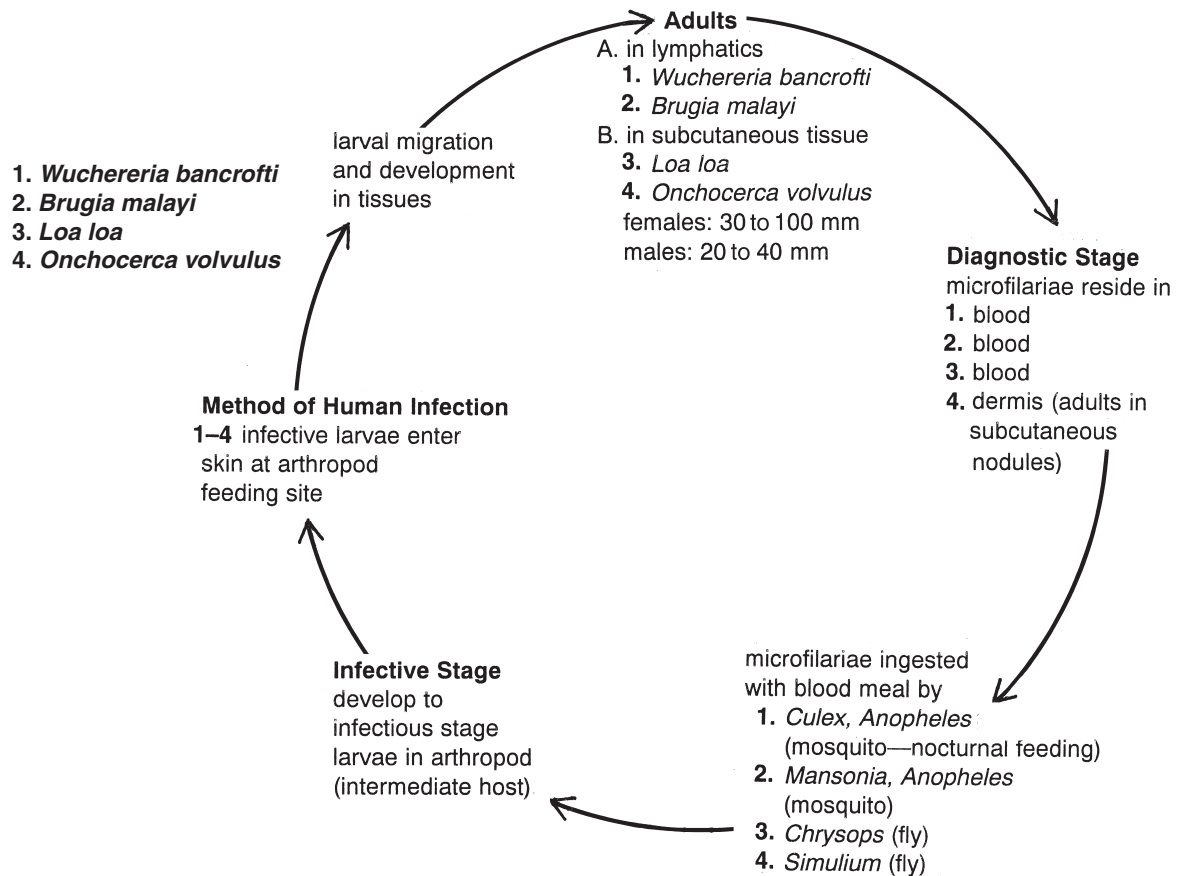 Adults
A. in lymphatics
1. Wuchereria bancrofti
2. Brugia malayi
B. in subcutaneous tissue
3. Loa loa
4. Onchocerca volvulus
females: 30 to 100 mm
males: 20 to 40 mm
larval migration
and development
in tissues
1. Wuchereria bancrofti
2. Brugia malayi
3. Loa loa
4. Onchocerca volvulus
Diagnostic Stage
microfilariae reside in
1. blood
2. blood
3. blood
4. dermis (adults in
subcutaneous
nodules)
Method of Human Infection
1–4 infective larvae enter
skin at arthropod
feeding site
Infective Stage
develop to
infectious stage
larvae in arthropod
(intermediate host)
microfilariae ingested
with blood meal by
1. Culex, Anopheles
(mosquito—nocturnal feeding)
2. Mansonia, Anopheles
(mosquito)
3. Chrysops (fly)
4. Simulium (fly)